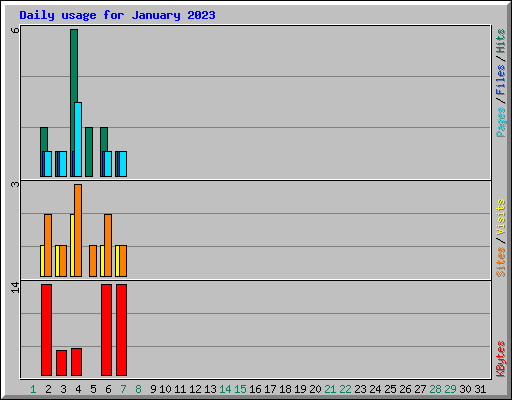 Daily usage for January 2023
6
3
14
Pages/Files/Hits
Sites/Visits
KBytes
1 2 3 4 5 6 7 8 9 10 11 12 13 14 15 16 17 18 19 20 21 22 23 24 25 26 27 28 29 30 31